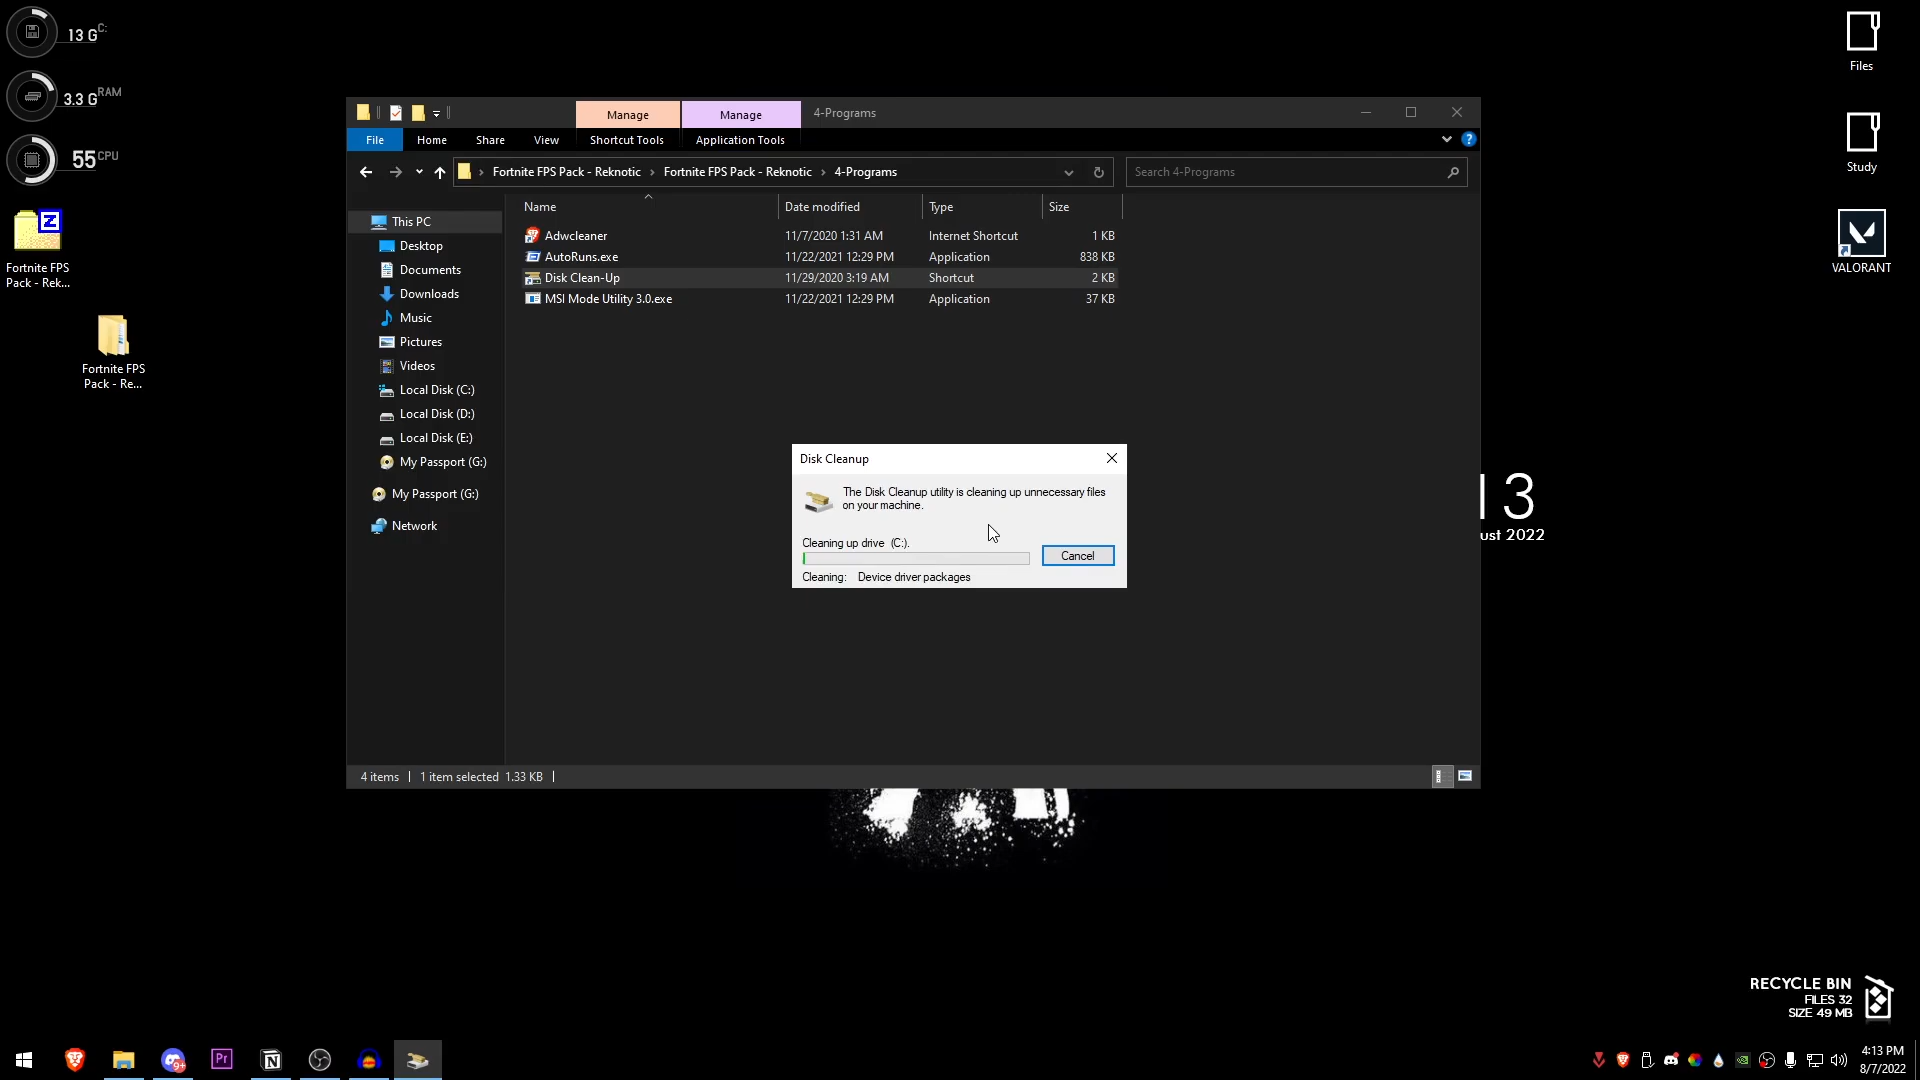 13 G C:
3.3 G RAM
55 CPU
Fortnite FPS
Pack - Rek...
Fortnite FPS
Pack - Re...
Files
Study
VALORANT
Manage
Manage
4-Programs
File
Home
Share
View
Shortcut Tools
Application Tools
?
Fortnite FPS Pack - Reknotic › Fortnite FPS Pack - Reknotic › 4-Programs
Search 4-Programs
Name
Date modified
Type
Size
Adwcleaner 11/7/2020 1:31 AM Internet Shortcut 1 KB
AutoRuns.exe 11/22/2021 12:29 PM Application 838 KB
Disk Clean-Up 11/29/2020 3:19 AM Shortcut 2 KB
MSI Mode Utility 3.0.exe 11/22/2021 12:29 PM Application 37 KB
This PC
Desktop
Documents
Downloads
Music
Pictures
Videos
Local Disk (C:)
Local Disk (D:)
Local Disk (E:)
My Passport (G:)
My Passport (G:)
Network
Disk Cleanup
The Disk Cleanup utility is cleaning up unnecessary files
on your machine.
Cleaning up drive (C:).
Cancel
Cleaning: Device driver packages
13
ust 2022
4 items
1 item selected 1.33 KB
RECYCLE BIN
FILES 32
SIZE 49 MB
Pr
9+
4:13 PM
8/7/2022